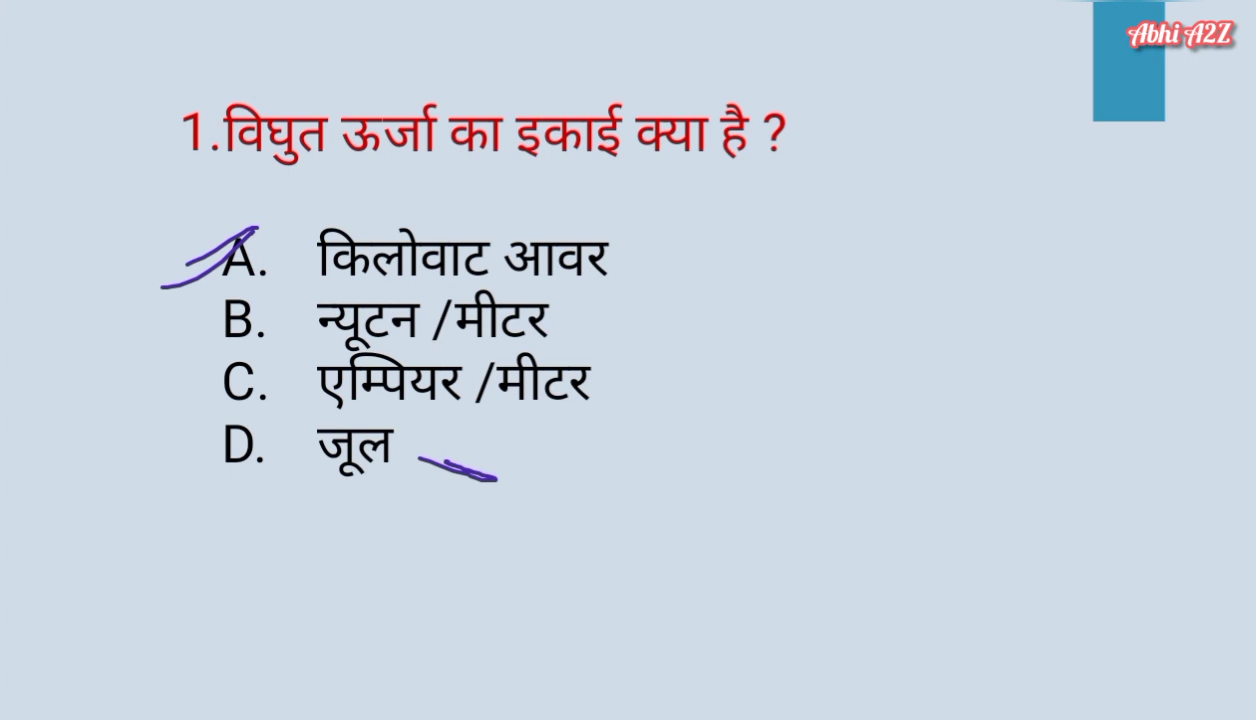 Abhi A2Z
1.विघुत ऊर्जा का इकाई क्या है ?
A. किलोवाट आवर
B. न्यूटन /मीटर
C. एम्पियर /मीटर
D. जूल